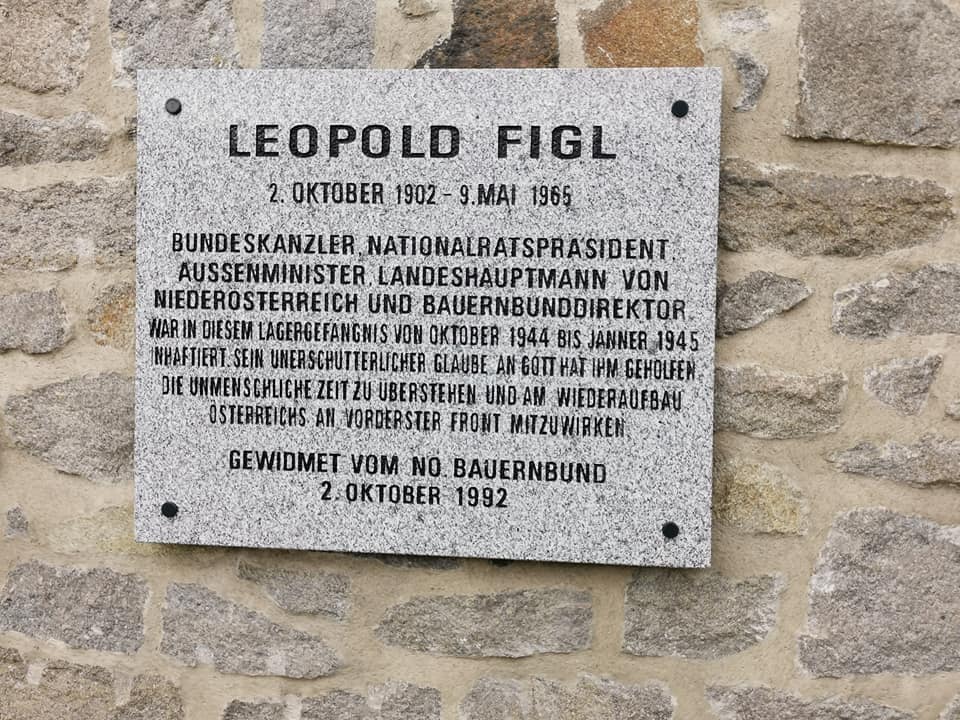 LEOPOLD FIGL
2. OKTOBER 1902 - 9. MAI 1965
BUNDESKANZLER, NATIONALRATSPRÄSIDENT,
AUSSENMINISTER, LANDESHAUPTMANN VON
NIEDERÖSTERREICH UND BAUERNBUNDDIREKTOR
WAR IN DIESEM LAGERGEFÄNGNIS VON OKTOBER 1944 BIS JÄNNER 1945
INHAFTIERT. SEIN UNERSCHÜTTERLICHER GLAUBE AN GOTT HAT IHM GEHOLFEN
DIE UNMENSCHLICHE ZEIT ZU ÜBERSTEHEN UND AM WIEDERAUFBAU
ÖSTERREICHS AN VORDERSTER FRONT MITZUWIRKEN
GEWIDMET VOM NÖ. BAUERNBUND
2. OKTOBER 1992